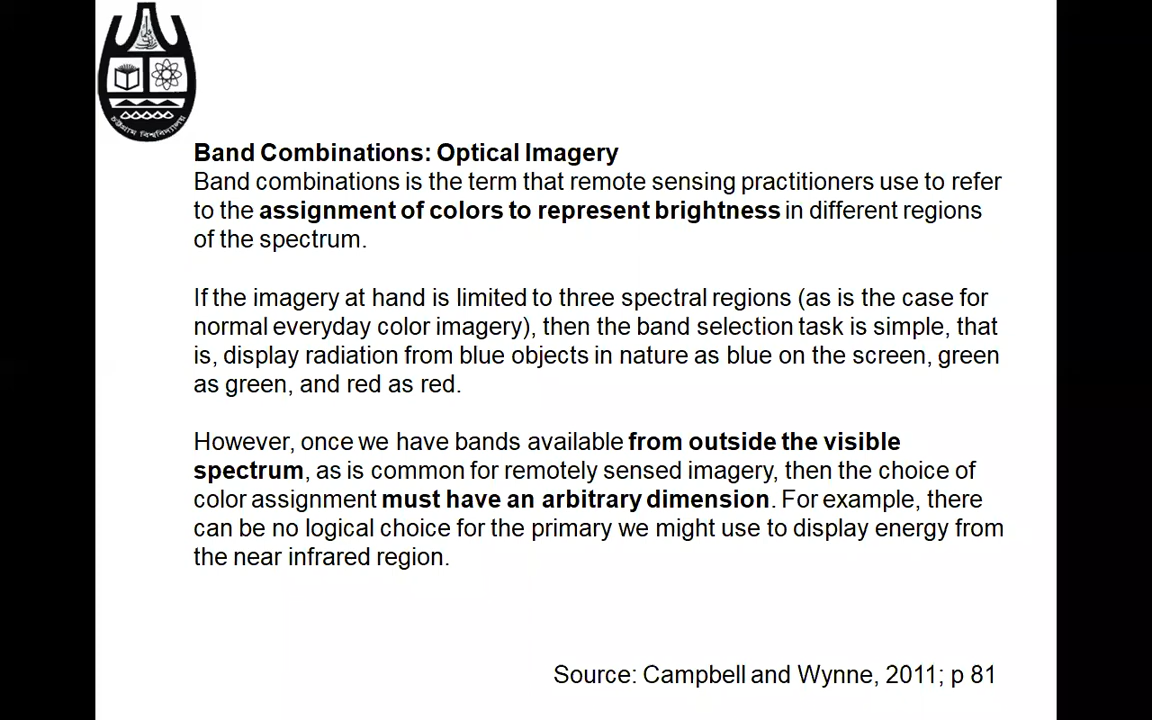 চট্টগ্রাম বিশ্ববিদ্যালয়
Band Combinations: Optical Imagery
Band combinations is the term that remote sensing practitioners use to refer
to the assignment of colors to represent brightness in different regions
of the spectrum.
If the imagery at hand is limited to three spectral regions (as is the case for
normal everyday color imagery), then the band selection task is simple, that
is, display radiation from blue objects in nature as blue on the screen, green
as green, and red as red.
However, once we have bands available from outside the visible
spectrum, as is common for remotely sensed imagery, then the choice of
color assignment must have an arbitrary dimension. For example, there
can be no logical choice for the primary we might use to display energy from
the near infrared region.
Source: Campbell and Wynne, 2011; p 81